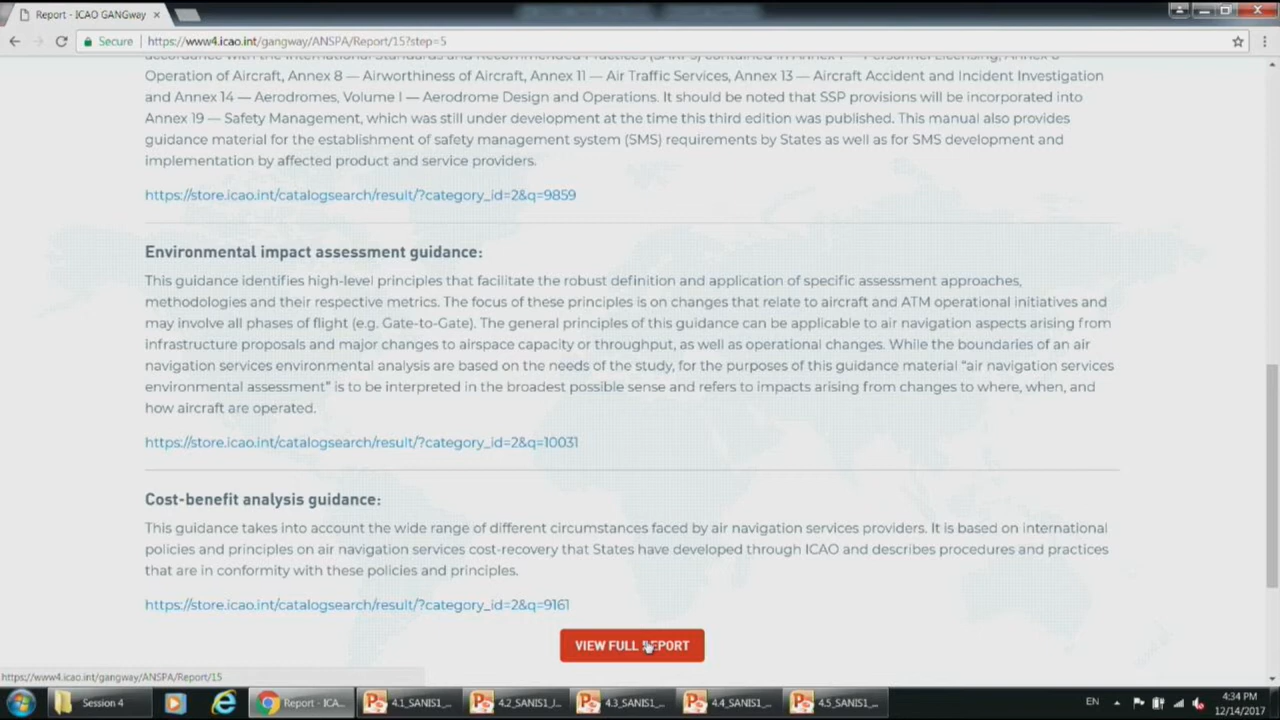 Report - ICAO GANGway
Secure
https://www4.icao.int/gangway/ANSPA/Report/15?step=5
Operation of Aircraft, Annex 8 — Airworthiness of Aircraft, Annex 11 — Air Traffic Services, Annex 13 — Aircraft Accident and Incident Investigation
and Annex 14 — Aerodromes, Volume I — Aerodrome Design and Operations. It should be noted that SSP provisions will be incorporated into
Annex 19 — Safety Management, which was still under development at the time this third edition was published. This manual also provides
guidance material for the establishment of safety management system (SMS) requirements by States as well as for SMS development and
implementation by affected product and service providers.
https://store.icao.int/catalogsearch/result/?category_id=2&q=9859
Environmental impact assessment guidance:
This guidance identifies high-level principles that facilitate the robust definition and application of specific assessment approaches,
methodologies and their respective metrics. The focus of these principles is on changes that relate to aircraft and ATM operational initiatives and
may involve all phases of flight (e.g. Gate-to-Gate). The general principles of this guidance can be applicable to air navigation aspects arising from
infrastructure proposals and major changes to airspace capacity or throughput, as well as operational changes. While the boundaries of an air
navigation services environmental analysis are based on the needs of the study, for the purposes of this guidance material "air navigation services
environmental assessment" is to be interpreted in the broadest possible sense and refers to impacts arising from changes to where, when, and
how aircraft are operated.
https://store.icao.int/catalogsearch/result/?category_id=2&q=10031
Cost-benefit analysis guidance:
This guidance takes into account the wide range of different circumstances faced by air navigation services providers. It is based on international
policies and principles on air navigation services cost-recovery that States have developed through ICAO and describes procedures and practices
that are in conformity with these policies and principles.
https://store.icao.int/catalogsearch/result/?category_id=2&q=9161
VIEW FULL REPORT
https://www4.icao.int/gangway/ANSPA/Report/15
Session 4
Report - ICA...
4.1_SANIS1_...
4.2_SANIS1_I...
4.3_SANIS1_...
4.4_SANIS1_...
4.5_SANIS1_...
EN
4:34 PM
12/14/2017